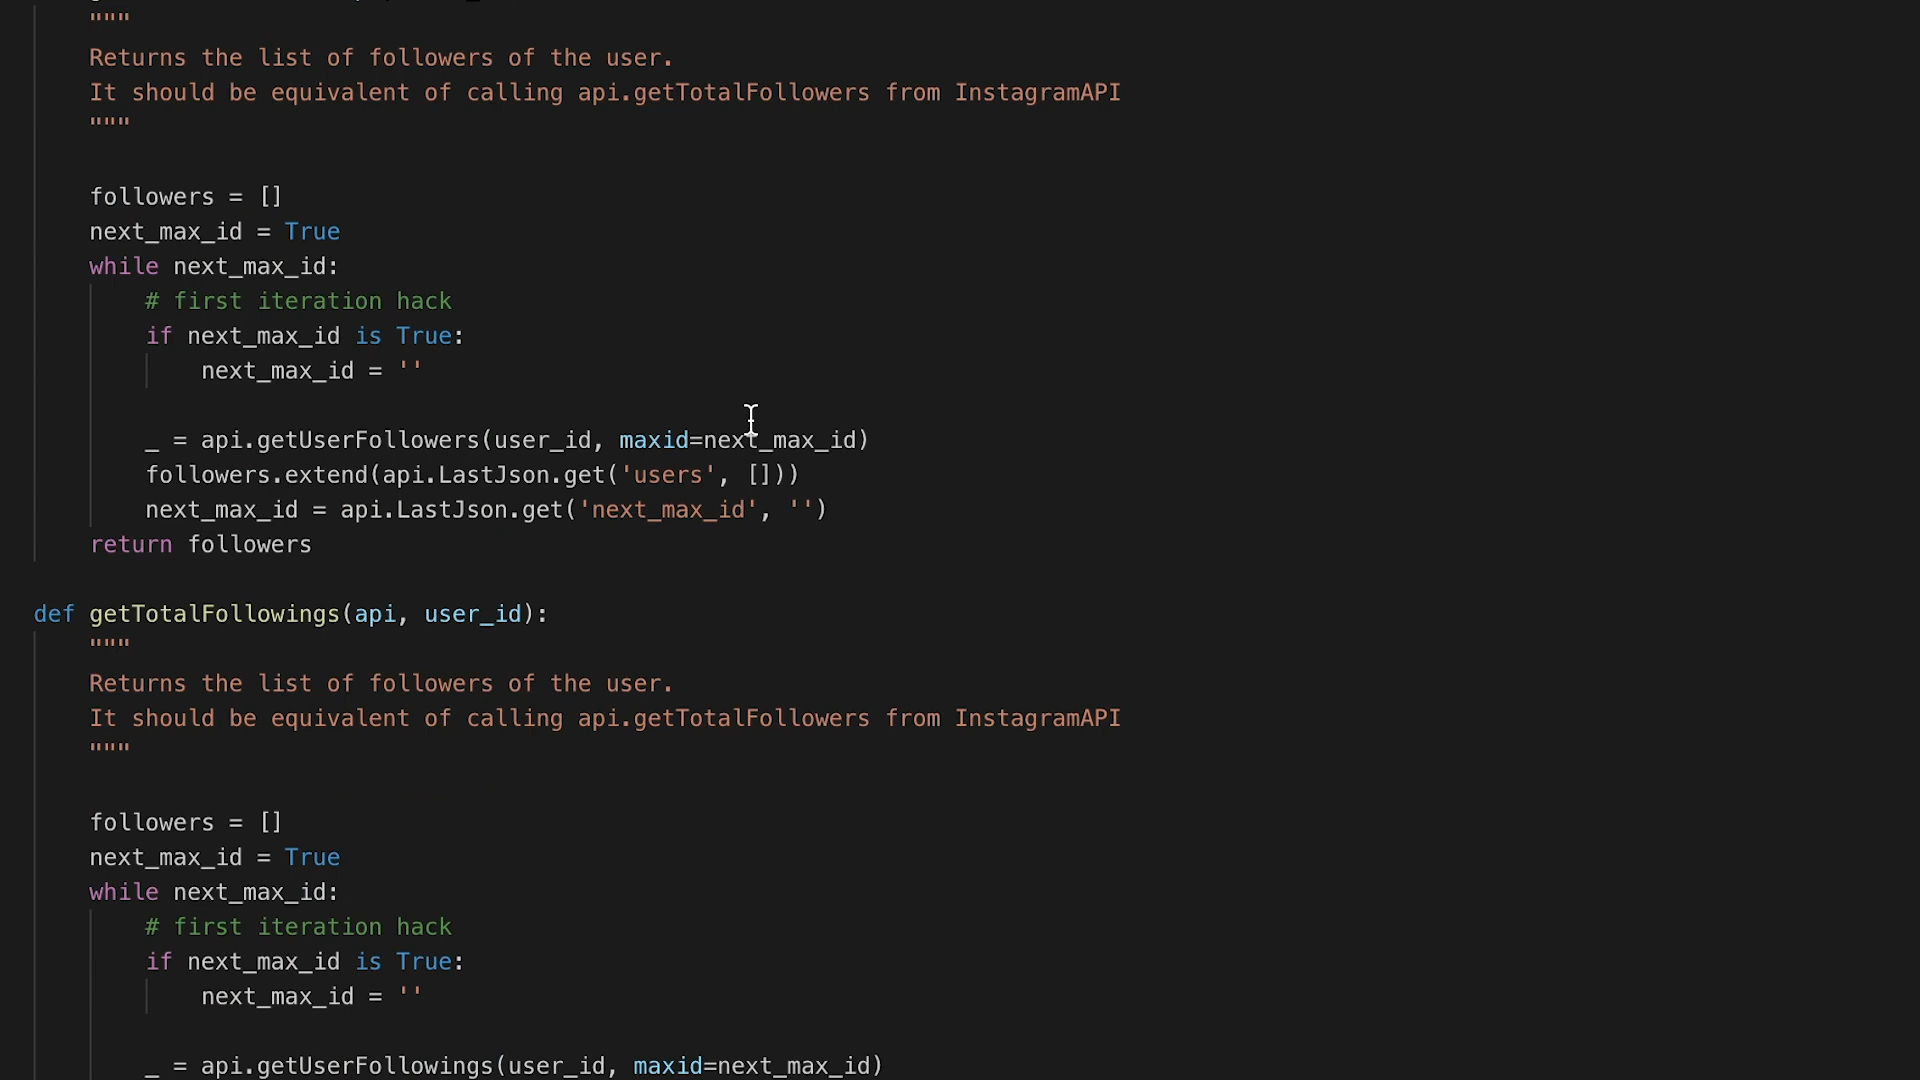 """
Returns the list of followers of the user.
It should be equivalent of calling api.getTotalFollowers from InstagramAPI
"""
followers = []
next_max_id = True
while next_max_id:
# first iteration hack
if next_max_id is True:
next_max_id = ''
_ = api.getUserFollowers(user_id, maxid=next_max_id)
followers.extend(api.LastJson.get('users', []))
next_max_id = api.LastJson.get('next_max_id', '')
return followers
def getTotalFollowings(api, user_id):
"""
Returns the list of followers of the user.
It should be equivalent of calling api.getTotalFollowers from InstagramAPI
"""
followers = []
next_max_id = True
while next_max_id:
# first iteration hack
if next_max_id is True:
next_max_id = ''
_ = api.getUserFollowings(user_id, maxid=next_max_id)